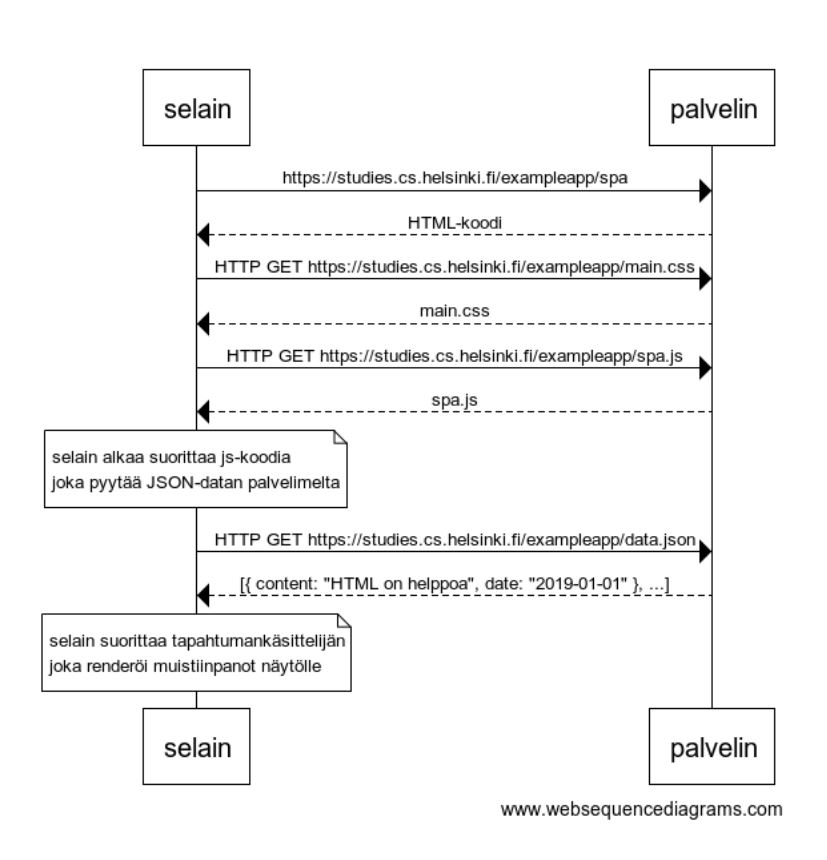 selain palvelin
https://studies.cs.helsinki.fi/exampleapp/spa
HTML-koodi
HTTP GET https://studies.cs.helsinki.fi/exampleapp/main.css
main.css
HTTP GET https://studies.cs.helsinki.fi/exampleapp/spa.js
spa.js
selain alkaa suorittaa js-koodia
joka pyytää JSON-datan palvelimelta
HTTP GET https://studies.cs.helsinki.fi/exampleapp/data.json
[{ content: "HTML on helppoa", date: "2019-01-01" }, ...]
selain suorittaa tapahtumankäsittelijän
joka renderöi muistiinpanot näytölle
selain palvelin
www.websequencediagrams.com